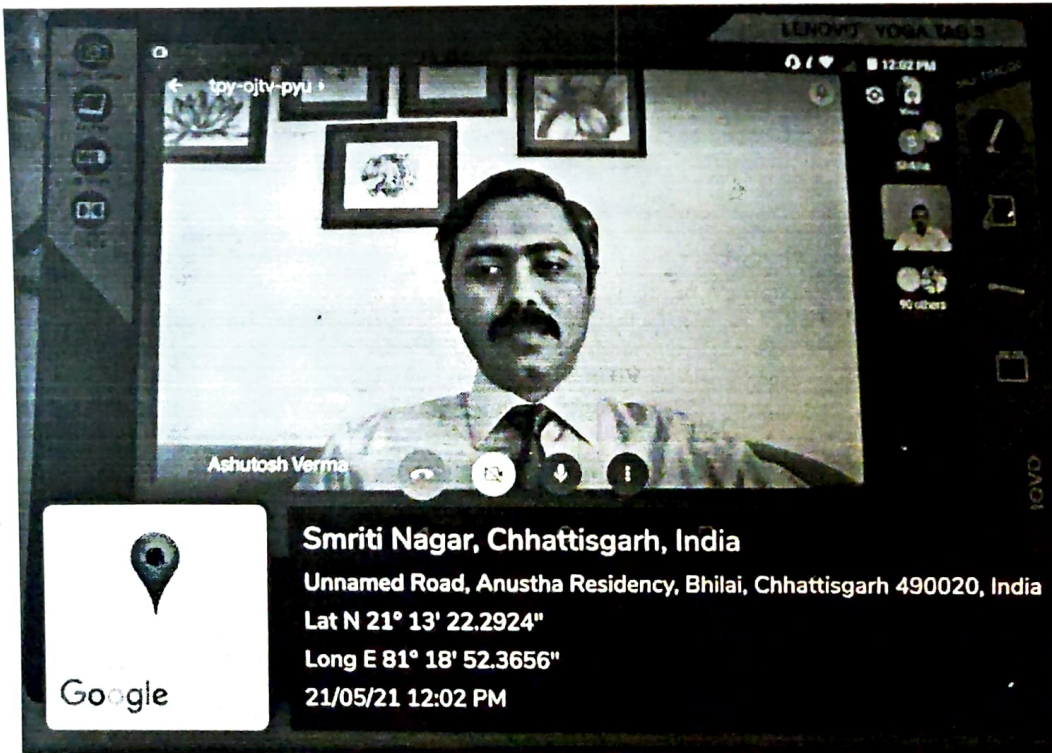 LENOVO YOGA TAB 3
12:02 PM
tpy-ojtv-pyu
You
90 others
Ashutosh Verma
Smriti Nagar, Chhattisgarh, India
Unnamed Road, Anustha Residency, Bhilai, Chhattisgarh 490020, India
Lat N 21° 13' 22.2924"
Long E 81° 18' 52.3656"
21/05/21 12:02 PM
Google